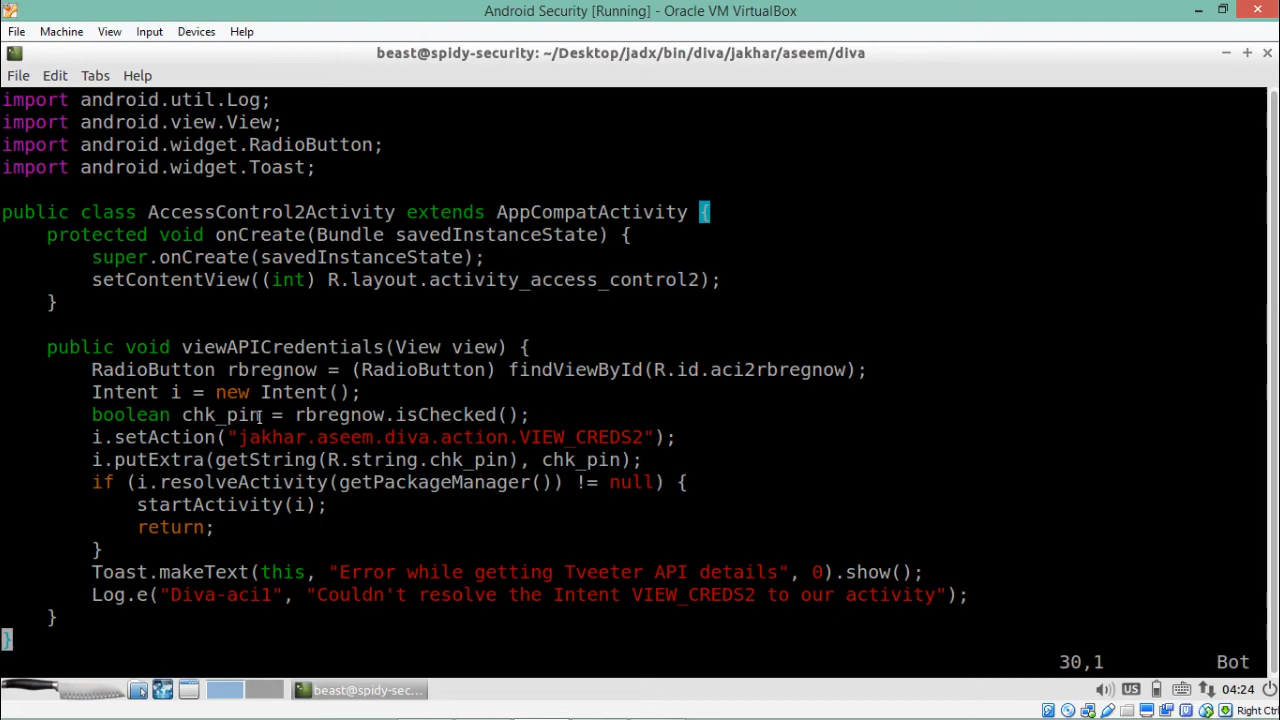 Android Security [Running] - Oracle VM VirtualBox
File Machine View Input Devices Help
beast@spidy-security: ~/Desktop/jadx/bin/diva/jakhar/aseem/diva
File Edit Tabs Help
import android.util.Log;
import android.view.View;
import android.widget.RadioButton;
import android.widget.Toast;
public class AccessControl2Activity extends AppCompatActivity {
protected void onCreate(Bundle savedInstanceState) {
super.onCreate(savedInstanceState);
setContentView((int) R.layout.activity_access_control2);
}
public void viewAPICredentials(View view) {
RadioButton rbregnow = (RadioButton) findViewById(R.id.aci2rbregnow);
Intent i = new Intent();
boolean chk_pin = rbregnow.isChecked();
i.setAction("jakhar.aseem.diva.action.VIEW_CREDS2");
i.putExtra(getString(R.string.chk_pin), chk_pin);
if (i.resolveActivity(getPackageManager()) != null) {
startActivity(i);
return;
}
Toast.makeText(this, "Error while getting Tveeter API details", 0).show();
Log.e("Diva-aci1", "Couldn't resolve the Intent VIEW_CREDS2 to our activity");
}
}
30,1 Bot
beast@spidy-sec... US 04:24
Right Ctrl